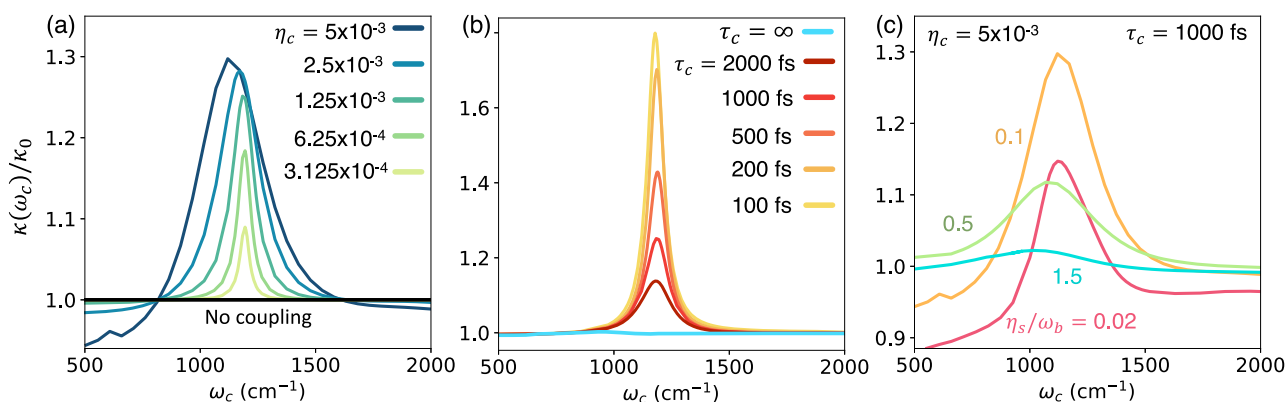 (a)
η_c = 5x10⁻³
2.5x10⁻³
1.25x10⁻³
6.25x10⁻⁴
3.125x10⁻⁴
No coupling
1.3
1.2
1.1
1.0
κ(ω_c)/κ₀
500 1000 1500 2000
ω_c (cm⁻¹)
(b)
τ_c = ∞
τ_c = 2000 fs
1000 fs
500 fs
200 fs
100 fs
1.6
1.4
1.2
1.0
500 1000 1500 2000
ω_c (cm⁻¹)
(c)
η_c = 5x10⁻³ τ_c = 1000 fs
0.1
0.5
1.5
η_s/ω_b = 0.02
1.3
1.2
1.1
1.0
0.9
500 1000 1500 2000
ω_c (cm⁻¹)